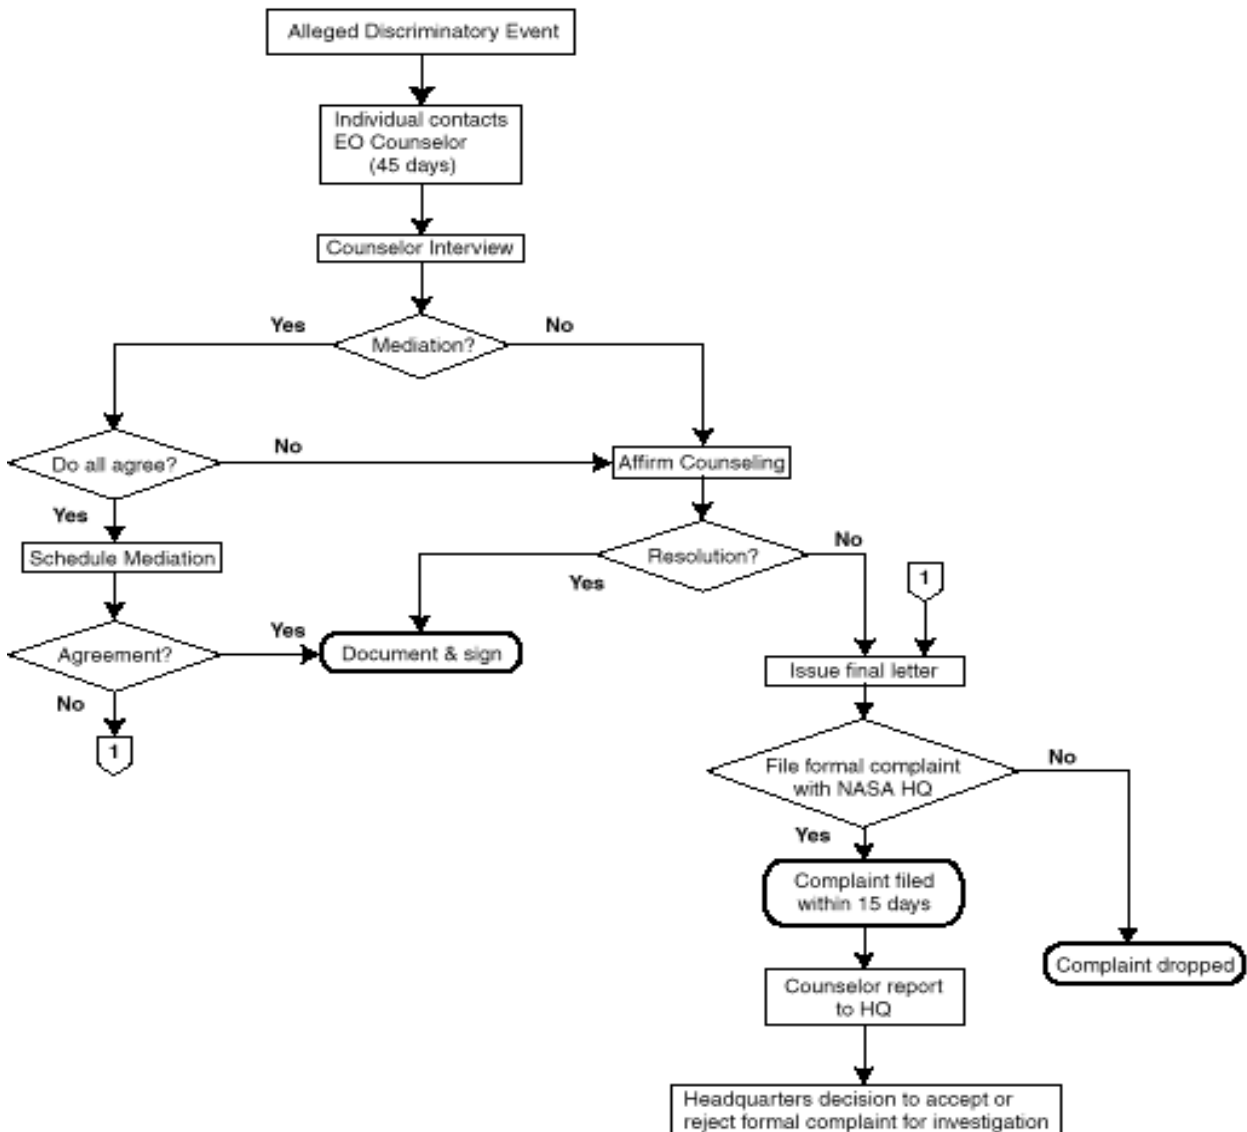 Alleged Discriminatory Event
Individual contacts
EO Counselor
(45 days)
Counselor Interview
Yes
No
Mediation?
Do all agree?
No
Affirm Counseling
Yes
Schedule Mediation
Resolution?
No
Yes
1
Agreement?
Yes
Document & sign
Issue final letter
No
1
File formal complaint
with NASA HQ
No
Yes
Complaint filed
within 15 days
Complaint dropped
Counselor report
to HQ
Headquarters decision to accept or
reject formal complaint for investigation